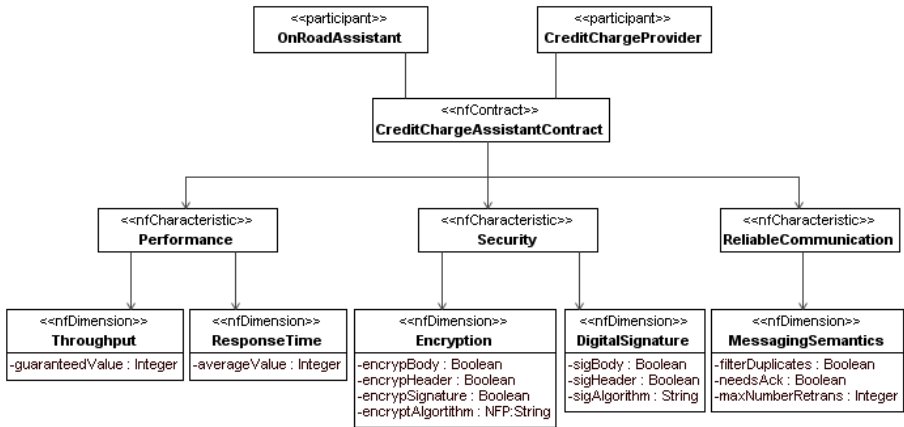 <<participant>>
OnRoadAssistant
<<participant>>
CreditChargeProvider
<<nfContract>>
CreditChargeAssistantContract
<<nfCharacteristic>>
Performance
<<nfCharacteristic>>
Security
<<nfCharacteristic>>
ReliableCommunication
<<nfDimension>>
Throughput
-guaranteedValue : Integer
<<nfDimension>>
ResponseTime
-averageValue : Integer
<<nfDimension>>
Encryption
-encrypBody : Boolean
-encrypHeader : Boolean
-encrypSignature : Boolean
-encryptAlgortithm : NFP:String
<<nfDimension>>
DigitalSignature
-sigBody : Boolean
-sigHeader : Boolean
-sigAlgorithm : String
<<nfDimension>>
MessagingSemantics
-filterDuplicates : Boolean
-needsAck : Boolean
-maxNumberRetrans : Integer